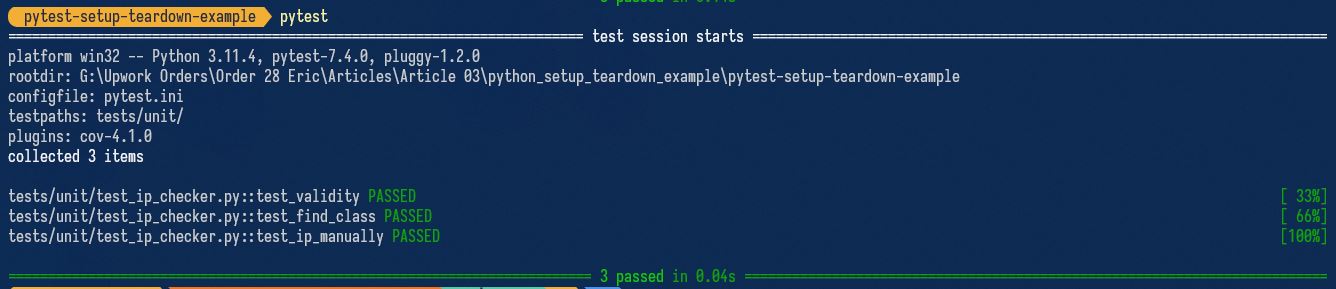 pytest-setup-teardown-example pytest
test session starts
platform win32 -- Python 3.11.4, pytest-7.4.0, pluggy-1.2.0
rootdir: G:\Upwork Orders\Order 28 Eric\Articles\Article 03\python_setup_teardown_example\pytest-setup-teardown-example
configfile: pytest.ini
testpaths: tests/unit/
plugins: cov-4.1.0
collected 3 items
tests/unit/test_ip_checker.py::test_validity PASSED [ 33%]
tests/unit/test_ip_checker.py::test_find_class PASSED [ 66%]
tests/unit/test_ip_checker.py::test_ip_manually PASSED [100%]
3 passed in 0.04s